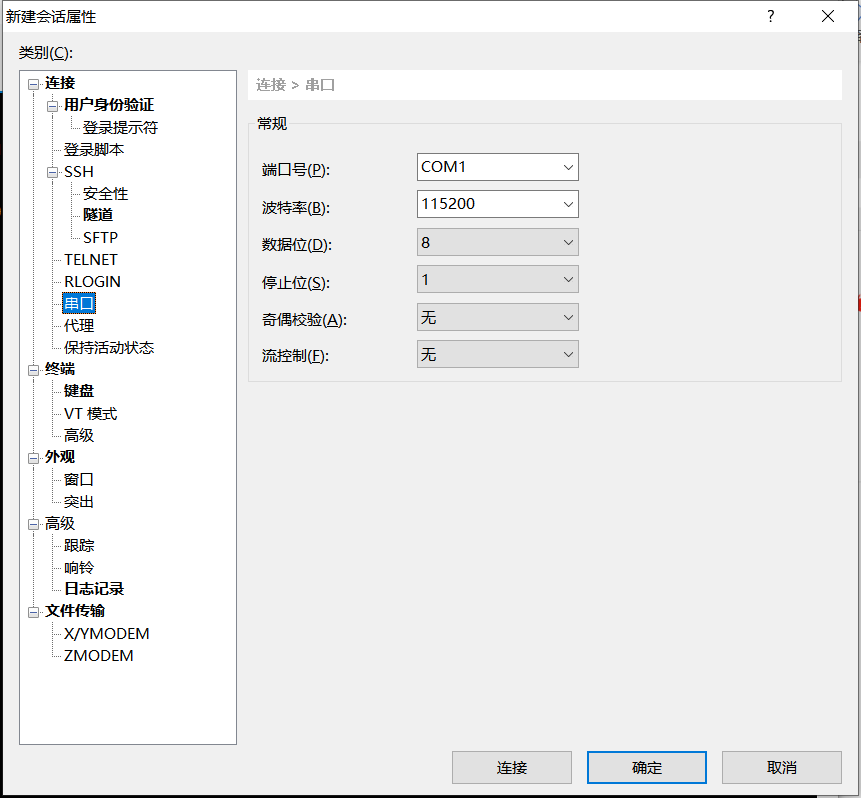 新建会话属性
类别(C):
连接
用户身份验证
登录提示符
登录脚本
SSH
安全性
隧道
SFTP
TELNET
RLOGIN
串口
代理
保持活动状态
终端
键盘
VT 模式
高级
外观
窗口
突出
高级
跟踪
响铃
日志记录
文件传输
X/YMODEM
ZMODEM
连接 > 串口
常规
端口号(P): COM1
波特率(B): 115200
数据位(D): 8
停止位(S): 1
奇偶校验(A): 无
流控制(F): 无
连接 确定 取消